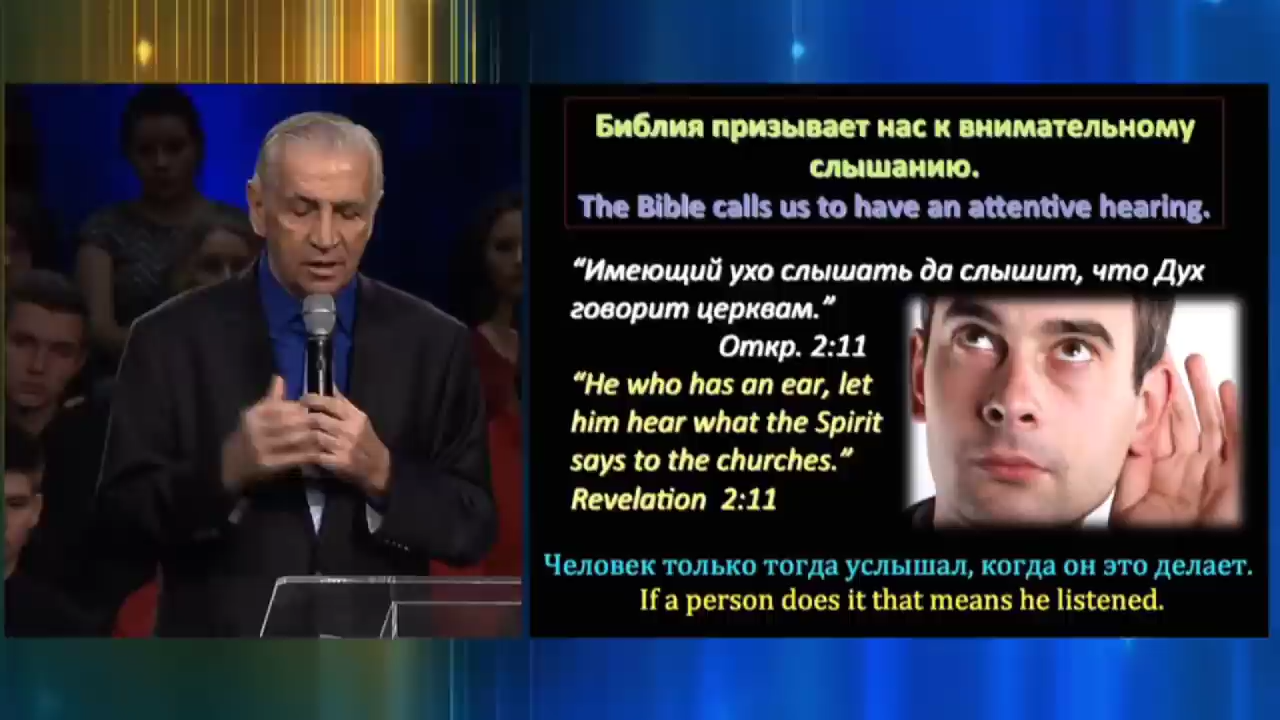 Библия призывает нас к внимательному
слышанию.
The Bible calls us to have an attentive hearing.
“Имеющий ухо слышать да слышит, что Дух
говорит церквам.”
Откр. 2:11
“He who has an ear, let
him hear what the Spirit
says to the churches.”
Revelation 2:11
Человек только тогда услышал, когда он это делает.
If a person does it that means he listened.